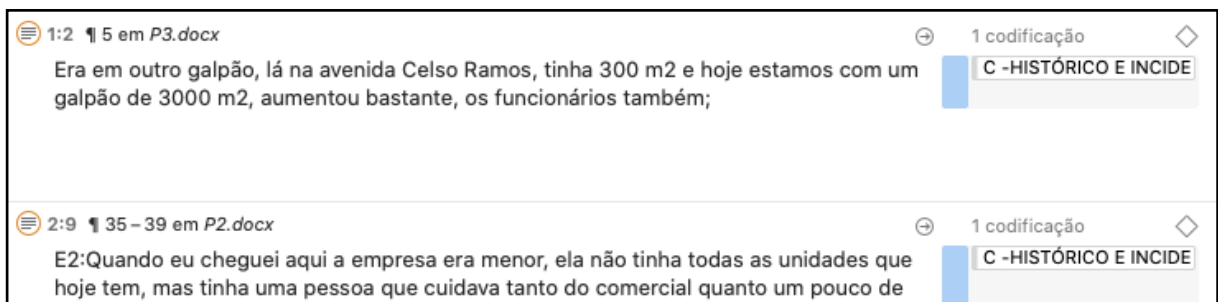 1:2 ¶ 5 em P3.docx
1 codificação
Era em outro galpão, lá na avenida Celso Ramos, tinha 300 m2 e hoje estamos com um
C -HISTÓRICO E INCIDE
galpão de 3000 m2, aumentou bastante, os funcionários também;
2:9 ¶ 35 – 39 em P2.docx
1 codificação
E2:Quando eu cheguei aqui a empresa era menor, ela não tinha todas as unidades que
C -HISTÓRICO E INCIDE
hoje tem, mas tinha uma pessoa que cuidava tanto do comercial quanto um pouco de